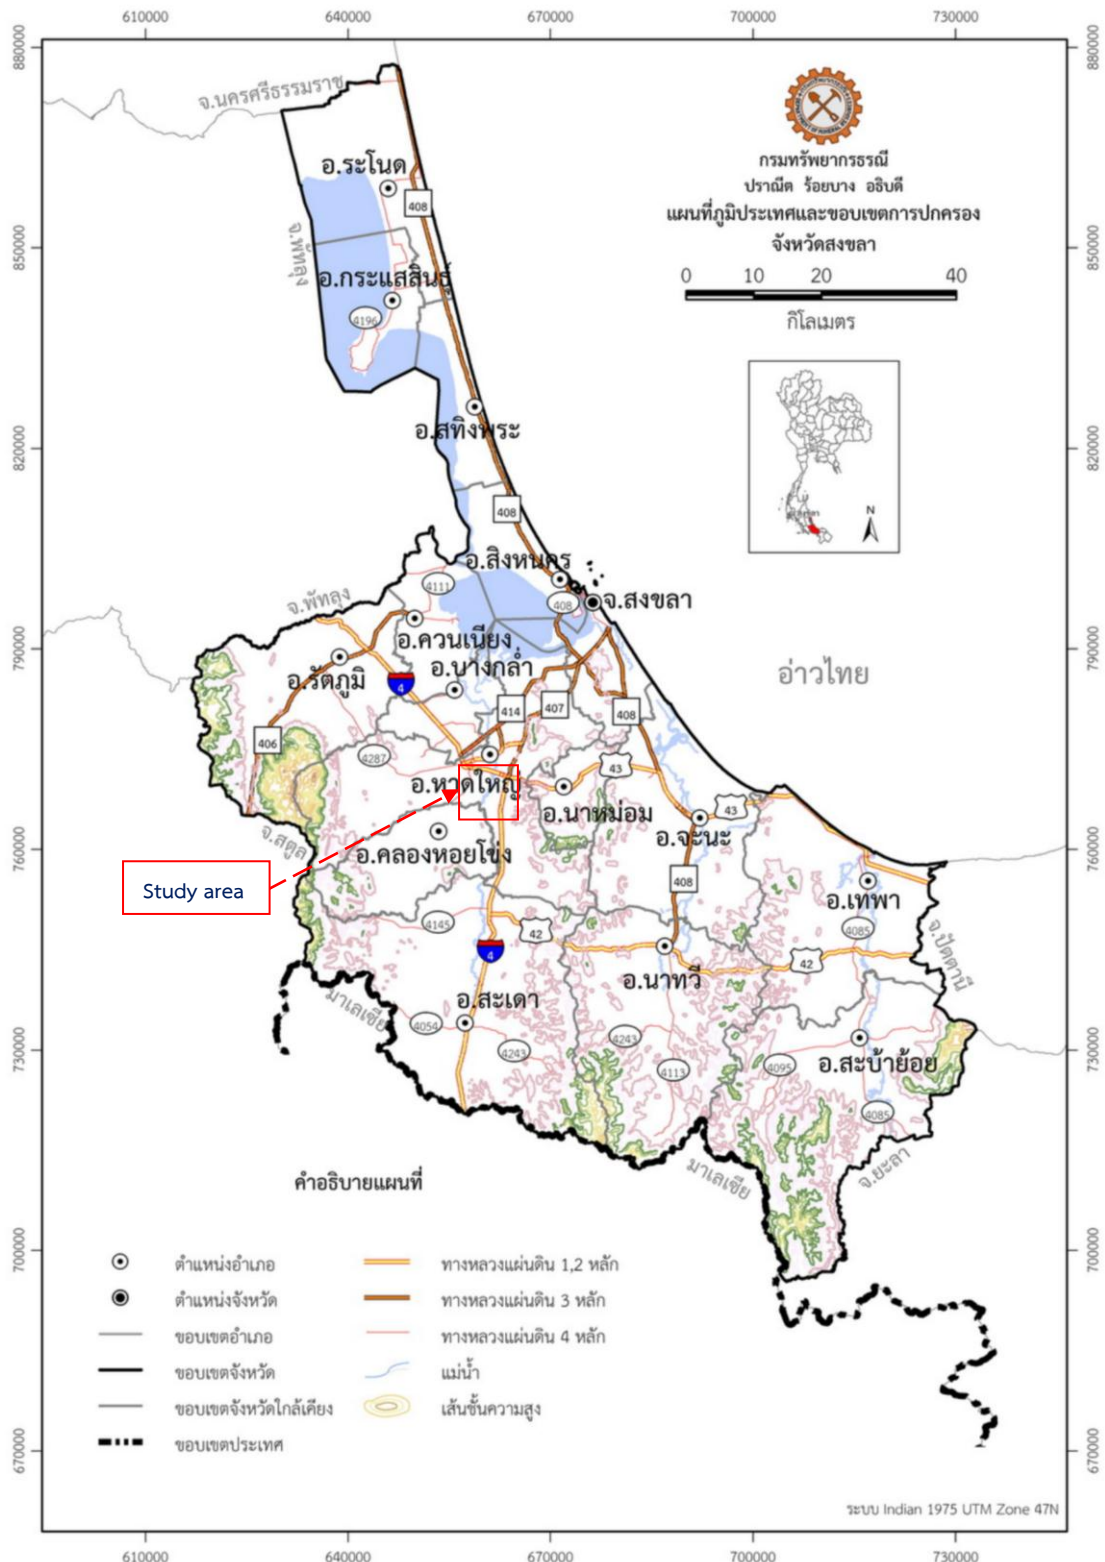 610000 640000 670000 700000 730000
880000 880000
850000 850000
820000 820000
790000 790000
760000 760000
730000 730000
700000 700000
670000 670000
กรมทรัพยากรธรณี
ปราณีต ร้อยบาง อธิบดี
แผนที่ภูมิประเทศและขอบเขตการปกครอง
จังหวัดสงขลา
0 10 20 40
กิโลเมตร
N
จ.นครศรีธรรมราช
อ.ระโนด
408
จ.พัทลุง
อ.กระแสสินธุ์
4196
อ.สทิงพระ
408
อ.สิงหนคร
4111
408
จ.สงขลา
จ.พัทลุง
อ.ควนเนียง
อ.บางกล่ำ
อ.รัตภูมิ
4
อ่าวไทย
414
407
408
406
4287
43
อ.หาดใหญ่
อ.นาหม่อม
43
อ.จะนะ
จ.สตูล
อ.คลองหอยโข่ง
Study area
408
อ.เทพา
4145
42
4085
จ.ปัตตานี
4
42
อ.นาทวี
มาเลเซีย
อ.สะเดา
4054
4243
4243
4113
4095
อ.สะบ้าย้อย
4085
มาเลเซีย
จ.ยะลา
คำอธิบายแผนที่
ตำแหน่งอำเภอ
ตำแหน่งจังหวัด
ขอบเขตอำเภอ
ขอบเขตจังหวัด
ขอบเขตจังหวัดใกล้เคียง
ขอบเขตประเทศ
ทางหลวงแผ่นดิน 1,2 หลัก
ทางหลวงแผ่นดิน 3 หลัก
ทางหลวงแผ่นดิน 4 หลัก
แม่น้ำ
เส้นชั้นความสูง
ระบบ Indian 1975 UTM Zone 47N
610000 640000 670000 700000 730000